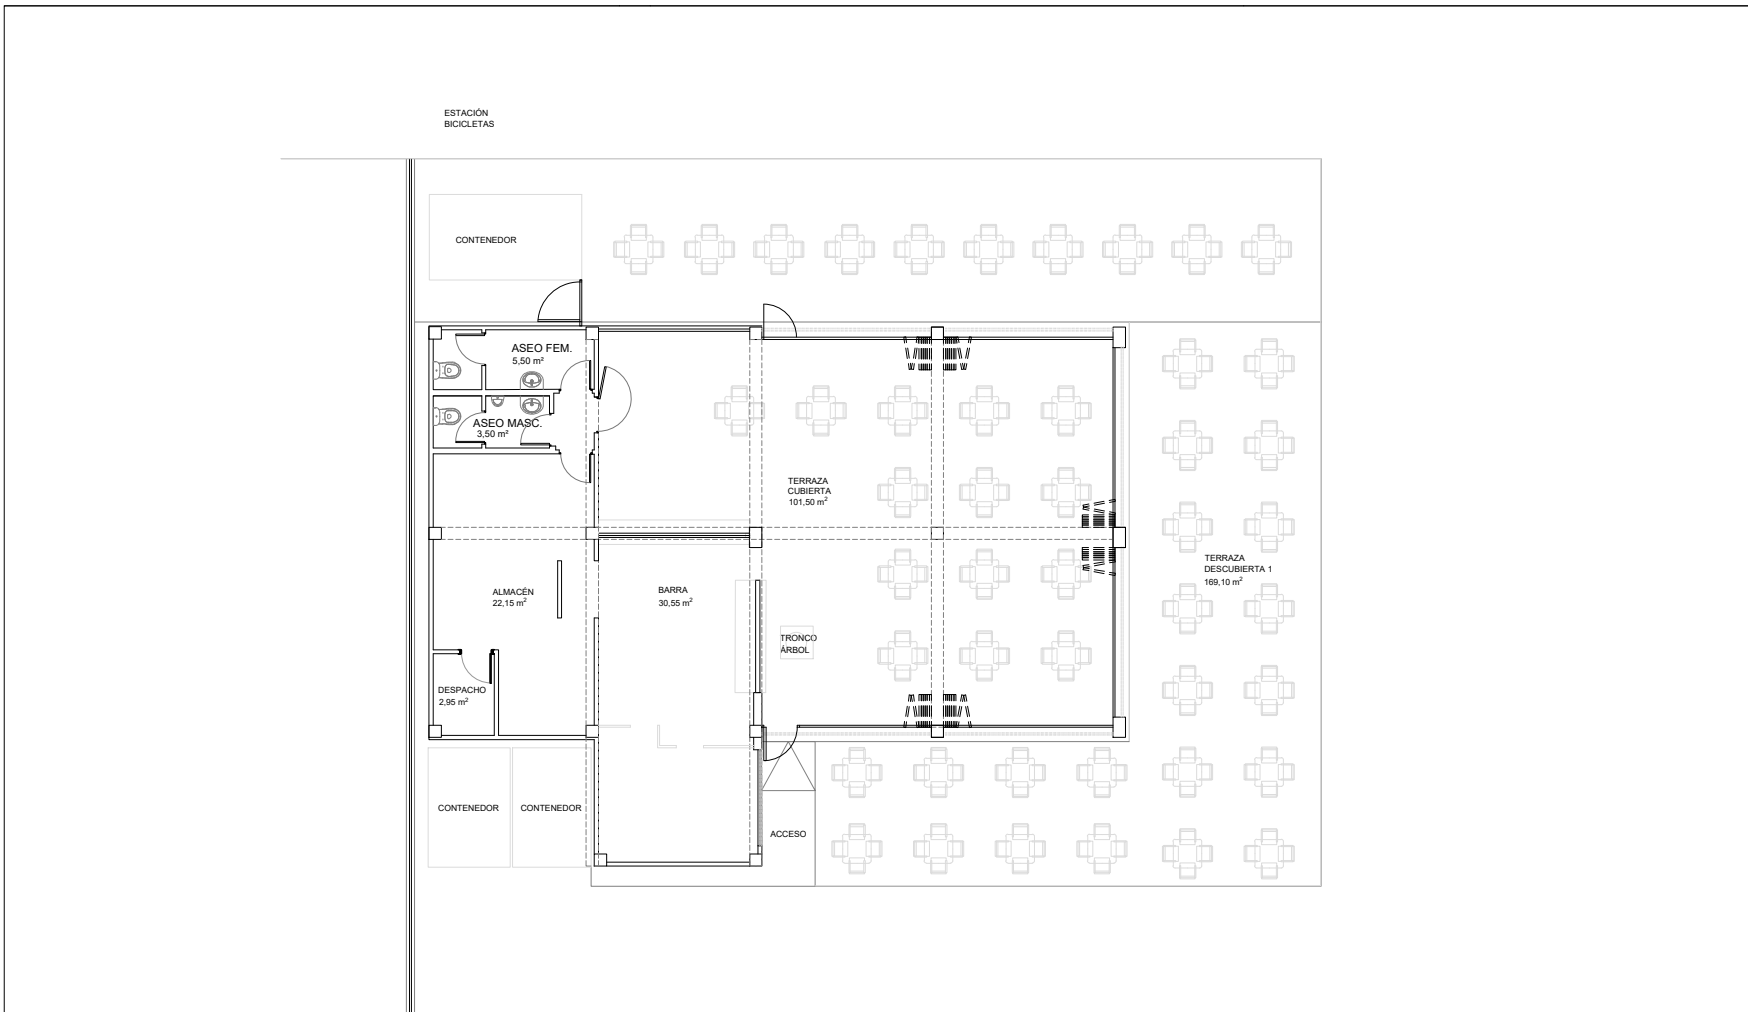 ESTACIÓN
BICICLETAS
CONTENEDOR
ASEO FEM.
5,50 m²
ASEO MASC.
3,50 m²
TERRAZA
CUBIERTA
101,50 m²
TERRAZA
DESCUBIERTA 1
169,10 m²
ALMACÉN
22,15 m²
BARRA
30,55 m²
TRONCO
ÁRBOL
DESPACHO
2,95 m²
CONTENEDOR
CONTENEDOR
ACCESO